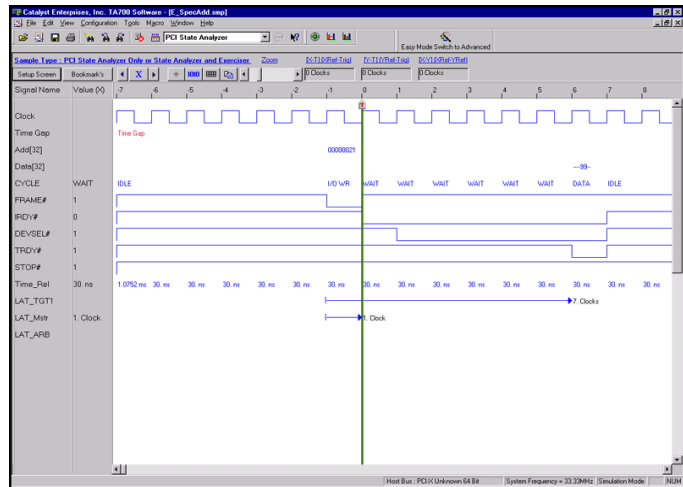 Catalyst Enterprises, Inc. TA700 Software - [E_SpecAdd.smp]
File Edit View Configuration Tools Macro Window Help
PCI State Analyzer
Easy Mode Switch to Advanced
Sample Type : PCI State Analyzer Only or State Analyzer and Exerciser. Zoom [X-T](XRef-Trig) [Y-T](YRef-Trig) [X-Y](XRef-YRef)
Setup Screen Bookmark's X 0 Clocks 0 Clocks 0 Clocks
Signal Name Value (X) -7 -6 -5 -4 -3 -2 -1 0 1 2 3 4 5 6 7 8
Clock
Time Gap Time Gap
Add[32] 00000021
Data[32] ---99--
CYCLE WAIT IDLE I/O WR WAIT WAIT WAIT WAIT WAIT WAIT DATA IDLE
FRAME# 1
IRDY# 0
DEVSEL# 1
TRDY# 1
STOP# 1
Time_Rel 30. ns 1.0752 ms 30. ns 30. ns 30. ns 30. ns 30. ns 30. ns 30. ns 30. ns 30. ns 30. ns 30. ns 30. ns 30. ns 30. ns 30. ns
LAT_TGT1 7. Clocks
LAT_Mstr 1. Clock 1. Clock
LAT_ARB
Host Bus : PCI-X Unknown 64 Bit System Frequency = 33.33MHz Simulation Mode NUM